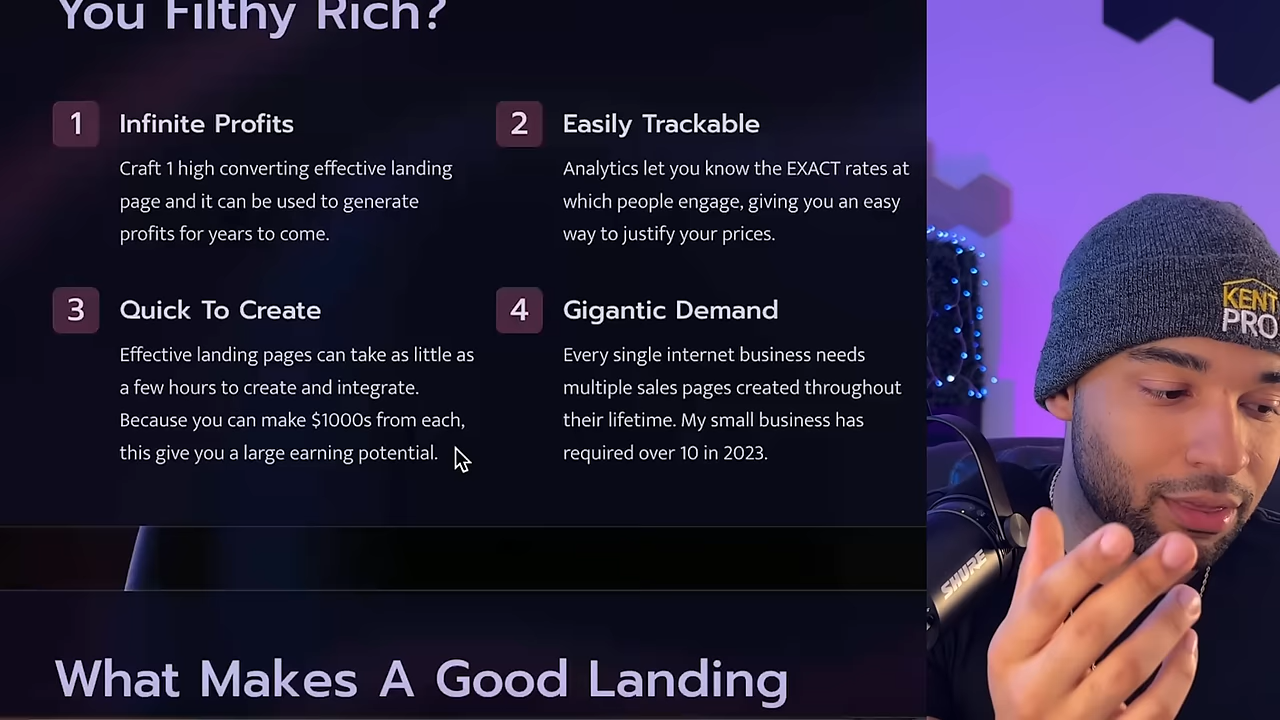 You Filthy Rich?
1
Infinite Profits
Craft 1 high converting effective landing
page and it can be used to generate
profits for years to come.
2
Easily Trackable
Analytics let you know the EXACT rates at
which people engage, giving you an easy
way to justify your prices.
3
Quick To Create
Effective landing pages can take as little as
a few hours to create and integrate.
Because you can make $1000s from each,
this give you a large earning potential.
4
Gigantic Demand
Every single internet business needs
multiple sales pages created throughout
their lifetime. My small business has
required over 10 in 2023.
What Makes A Good Landing
KENT
PRO
SHURE